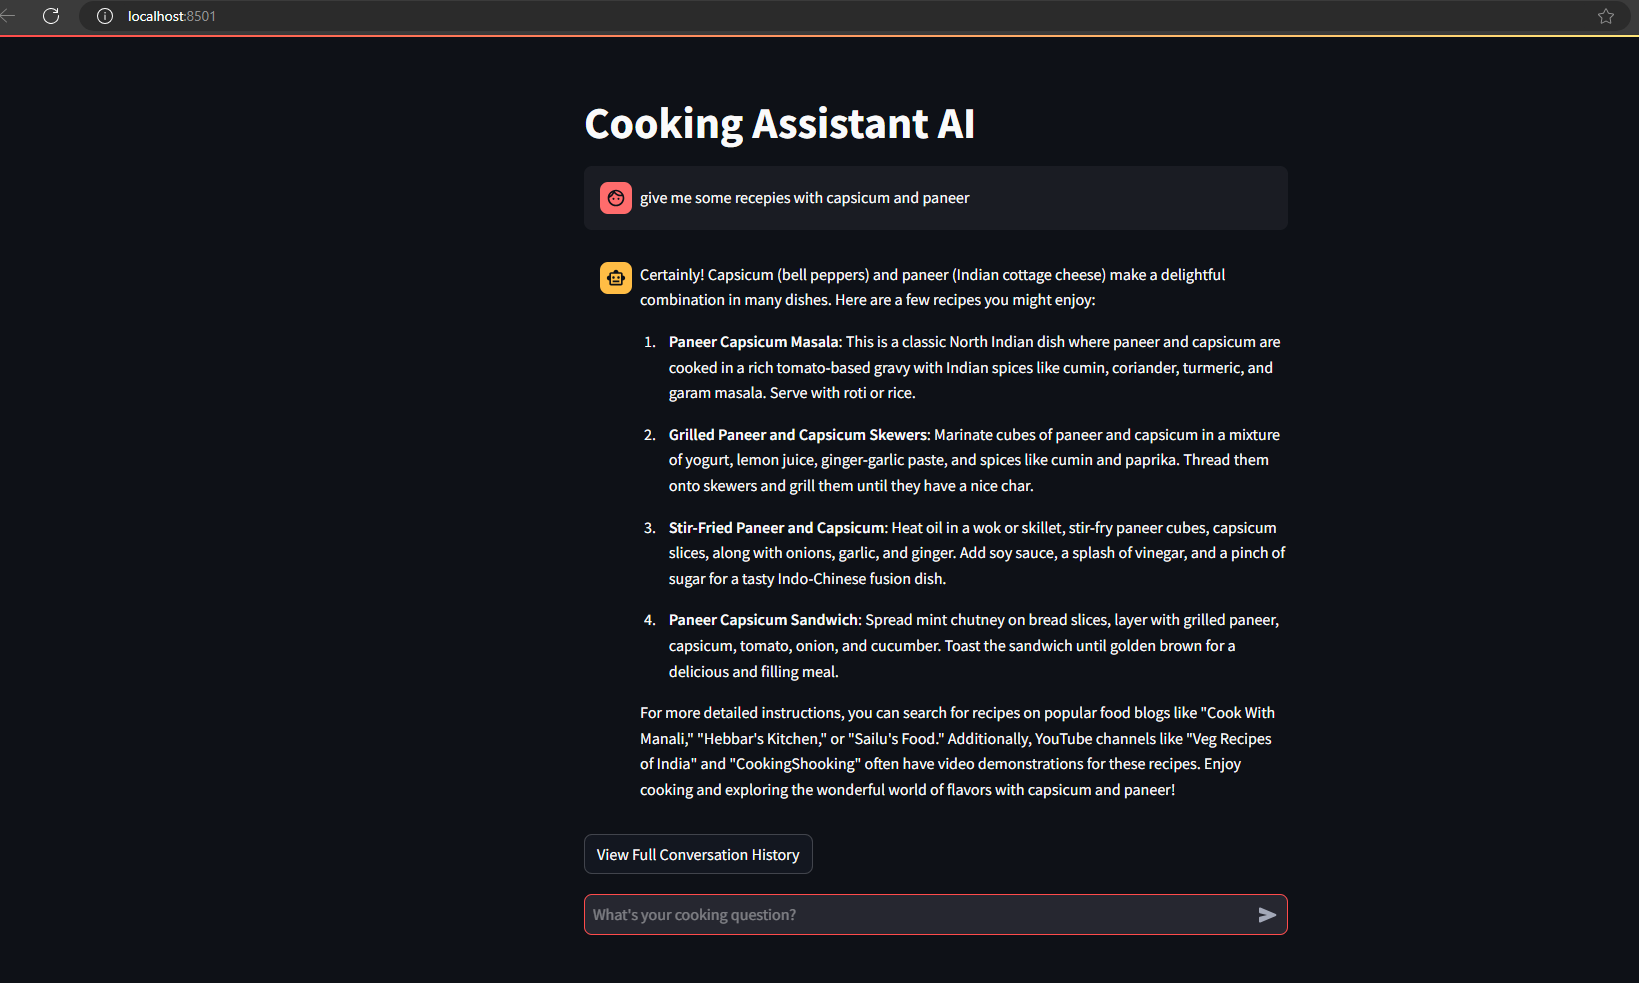 localhost:8501
Cooking Assistant AI
give me some recepies with capsicum and paneer
Certainly! Capsicum (bell peppers) and paneer (Indian cottage cheese) make a delightful
combination in many dishes. Here are a few recipes you might enjoy:
1. Paneer Capsicum Masala: This is a classic North Indian dish where paneer and capsicum are
cooked in a rich tomato-based gravy with Indian spices like cumin, coriander, turmeric, and
garam masala. Serve with roti or rice.
2. Grilled Paneer and Capsicum Skewers: Marinate cubes of paneer and capsicum in a mixture
of yogurt, lemon juice, ginger-garlic paste, and spices like cumin and paprika. Thread them
onto skewers and grill them until they have a nice char.
3. Stir-Fried Paneer and Capsicum: Heat oil in a wok or skillet, stir-fry paneer cubes, capsicum
slices, along with onions, garlic, and ginger. Add soy sauce, a splash of vinegar, and a pinch of
sugar for a tasty Indo-Chinese fusion dish.
4. Paneer Capsicum Sandwich: Spread mint chutney on bread slices, layer with grilled paneer,
capsicum, tomato, onion, and cucumber. Toast the sandwich until golden brown for a
delicious and filling meal.
For more detailed instructions, you can search for recipes on popular food blogs like "Cook With
Manali," "Hebbar's Kitchen," or "Sailu's Food." Additionally, YouTube channels like "Veg Recipes
of India" and "CookingShooking" often have video demonstrations for these recipes. Enjoy
cooking and exploring the wonderful world of flavors with capsicum and paneer!
View Full Conversation History
What's your cooking question?